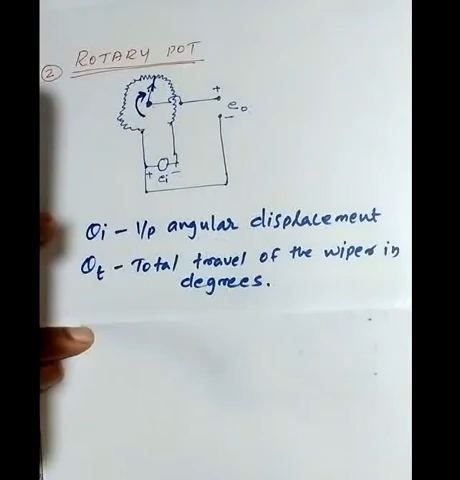 ② ROTARY POT
+
e₀
-
+ -
ei
θi - i/p angular displacement
θt - Total travel of the wiper in
degrees.